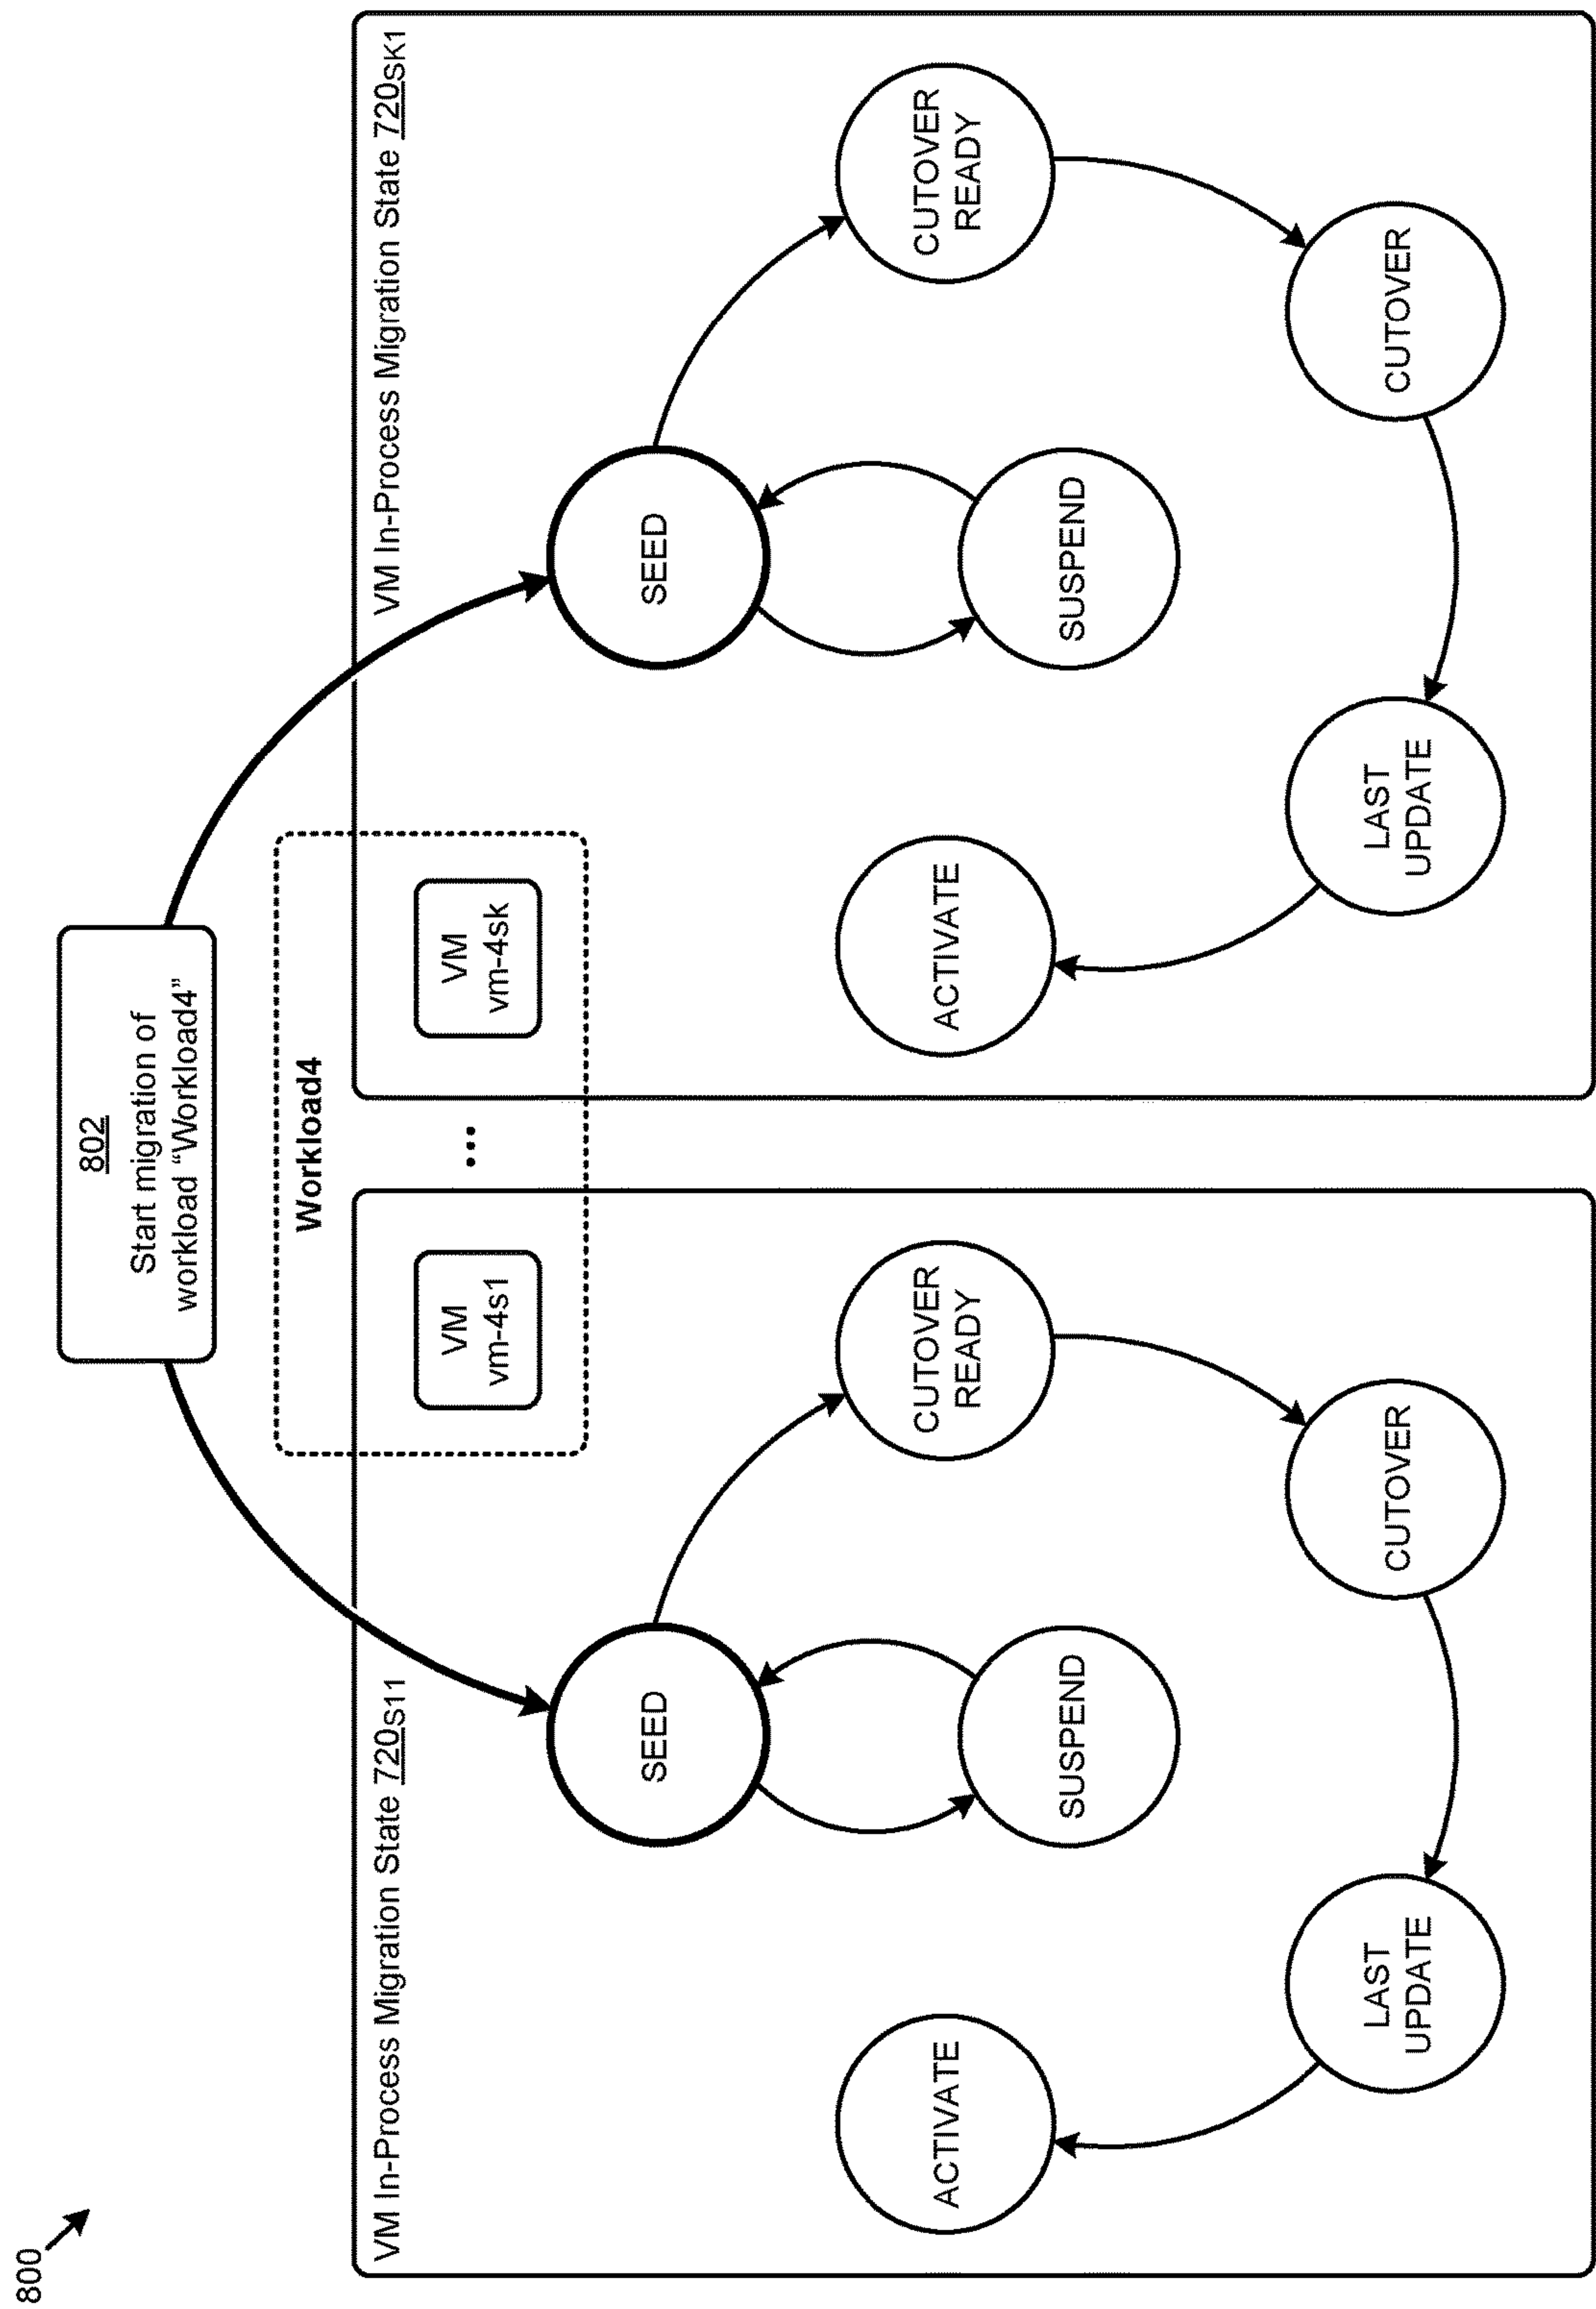 800
802
Start migration of
workload “Workload4”
Workload4
VM In-Process Migration State 720S11
VM
vm-4s1
SEED
SUSPEND
CUTOVER
READY
CUTOVER
LAST
UPDATE
ACTIVATE
...
VM In-Process Migration State 720SK1
VM
vm-4sk
SEED
SUSPEND
CUTOVER
READY
CUTOVER
LAST
UPDATE
ACTIVATE